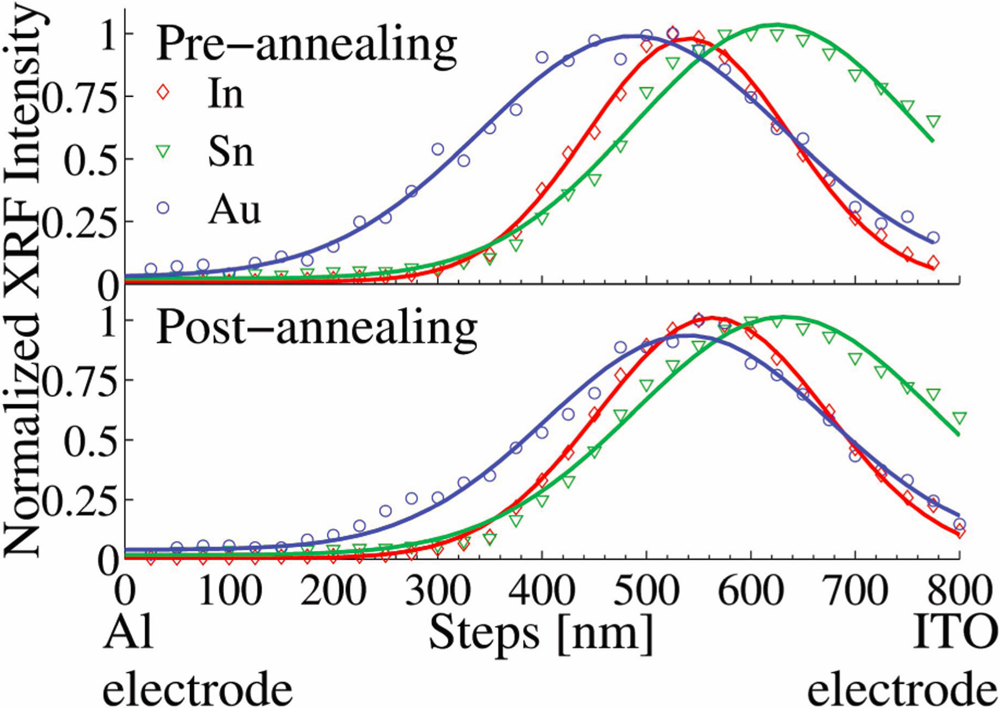 Normalized XRF Intensity
Pre−annealing
In
Sn
Au
1
0.75
0.5
0.25
0
Post−annealing
1
0.75
0.5
0.25
0
0 100 200 300 400 500 600 700 800
Al Steps [nm] ITO
electrode electrode